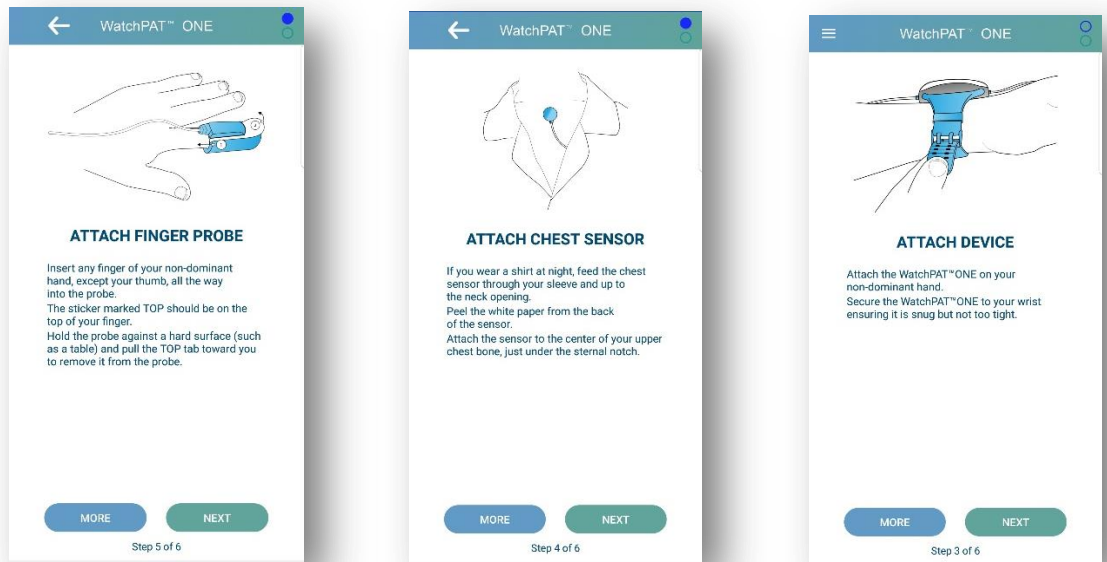 WatchPAT™ ONE
ATTACH FINGER PROBE
Insert any finger of your non-dominant
hand, except your thumb, all the way
into the probe.
The sticker marked TOP should be on the
top of your finger.
Hold the probe against a hard surface (such
as a table) and pull the TOP tab toward you
to remove it from the probe.
MORE
NEXT
Step 5 of 6
WatchPAT™ ONE
ATTACH CHEST SENSOR
If you wear a shirt at night, feed the chest
sensor through your sleeve and up to
the neck opening.
Peel the white paper from the back
of the sensor.
Attach the sensor to the center of your upper
chest bone, just under the sternal notch.
MORE
NEXT
Step 4 of 6
WatchPAT™ ONE
ATTACH DEVICE
Attach the WatchPAT™ONE on your
non-dominant hand.
Secure the WatchPAT™ONE to your wrist
ensuring it is snug but not too tight.
MORE
NEXT
Step 3 of 6